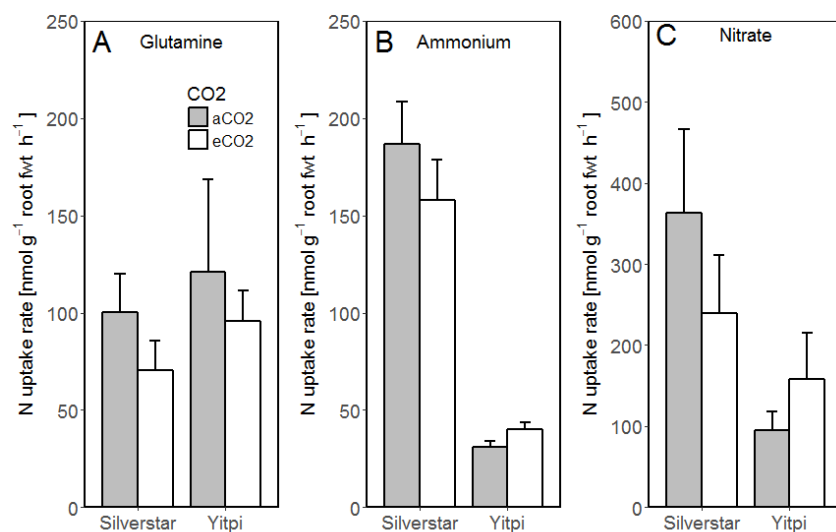 A
Glutamine
CO2
aCO2
eCO2
N uptake rate [nmol g⁻¹ root fwt h⁻¹]
250
200
150
100
50
0
Silverstar Yitpi
B
Ammonium
N uptake rate [nmol g⁻¹ root fwt h⁻¹]
250
200
150
100
50
0
Silverstar Yitpi
C
Nitrate
N uptake rate [nmol g⁻¹ root fwt h⁻¹]
600
500
400
300
200
100
0
Silverstar Yitpi